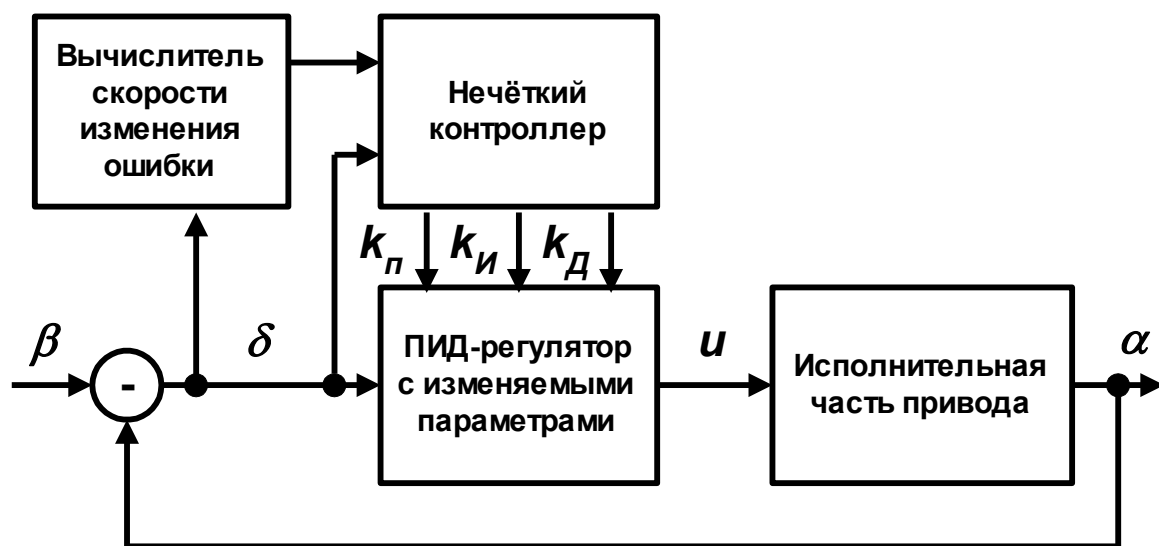 Вычислитель
скорости
изменения
ошибки
Нечёткий
контроллер
kп kИ kД
β
-
δ
ПИД-регулятор
с изменяемыми
параметрами
u
Исполнительная
часть привода
α